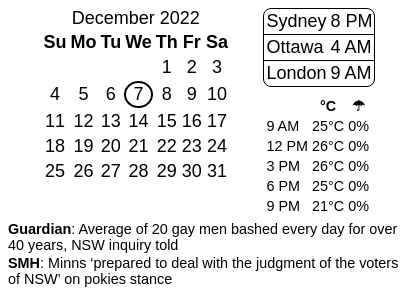 December 2022
Su Mo Tu We Th Fr Sa
1 2 3
4 5 6 7 8 9 10
11 12 13 14 15 16 17
18 19 20 21 22 23 24
25 26 27 28 29 30 31
Sydney 8 PM
Ottawa 4 AM
London 9 AM
°C ☂
9 AM 25°C 0%
12 PM 26°C 0%
3 PM 26°C 0%
6 PM 25°C 0%
9 PM 21°C 0%
Guardian: Average of 20 gay men bashed every day for over
40 years, NSW inquiry told
SMH: Minns ‘prepared to deal with the judgment of the voters
of NSW’ on pokies stance